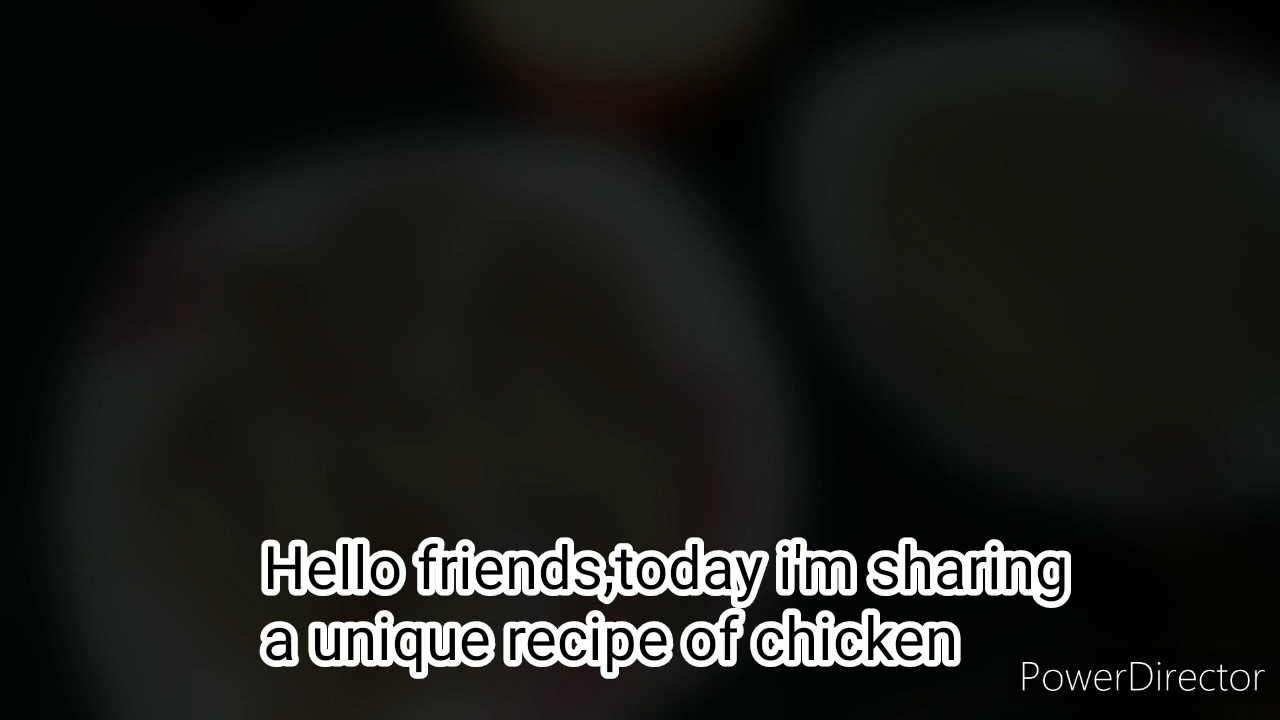 Hello friends,today i'm sharing
a unique recipe of chicken
PowerDirector